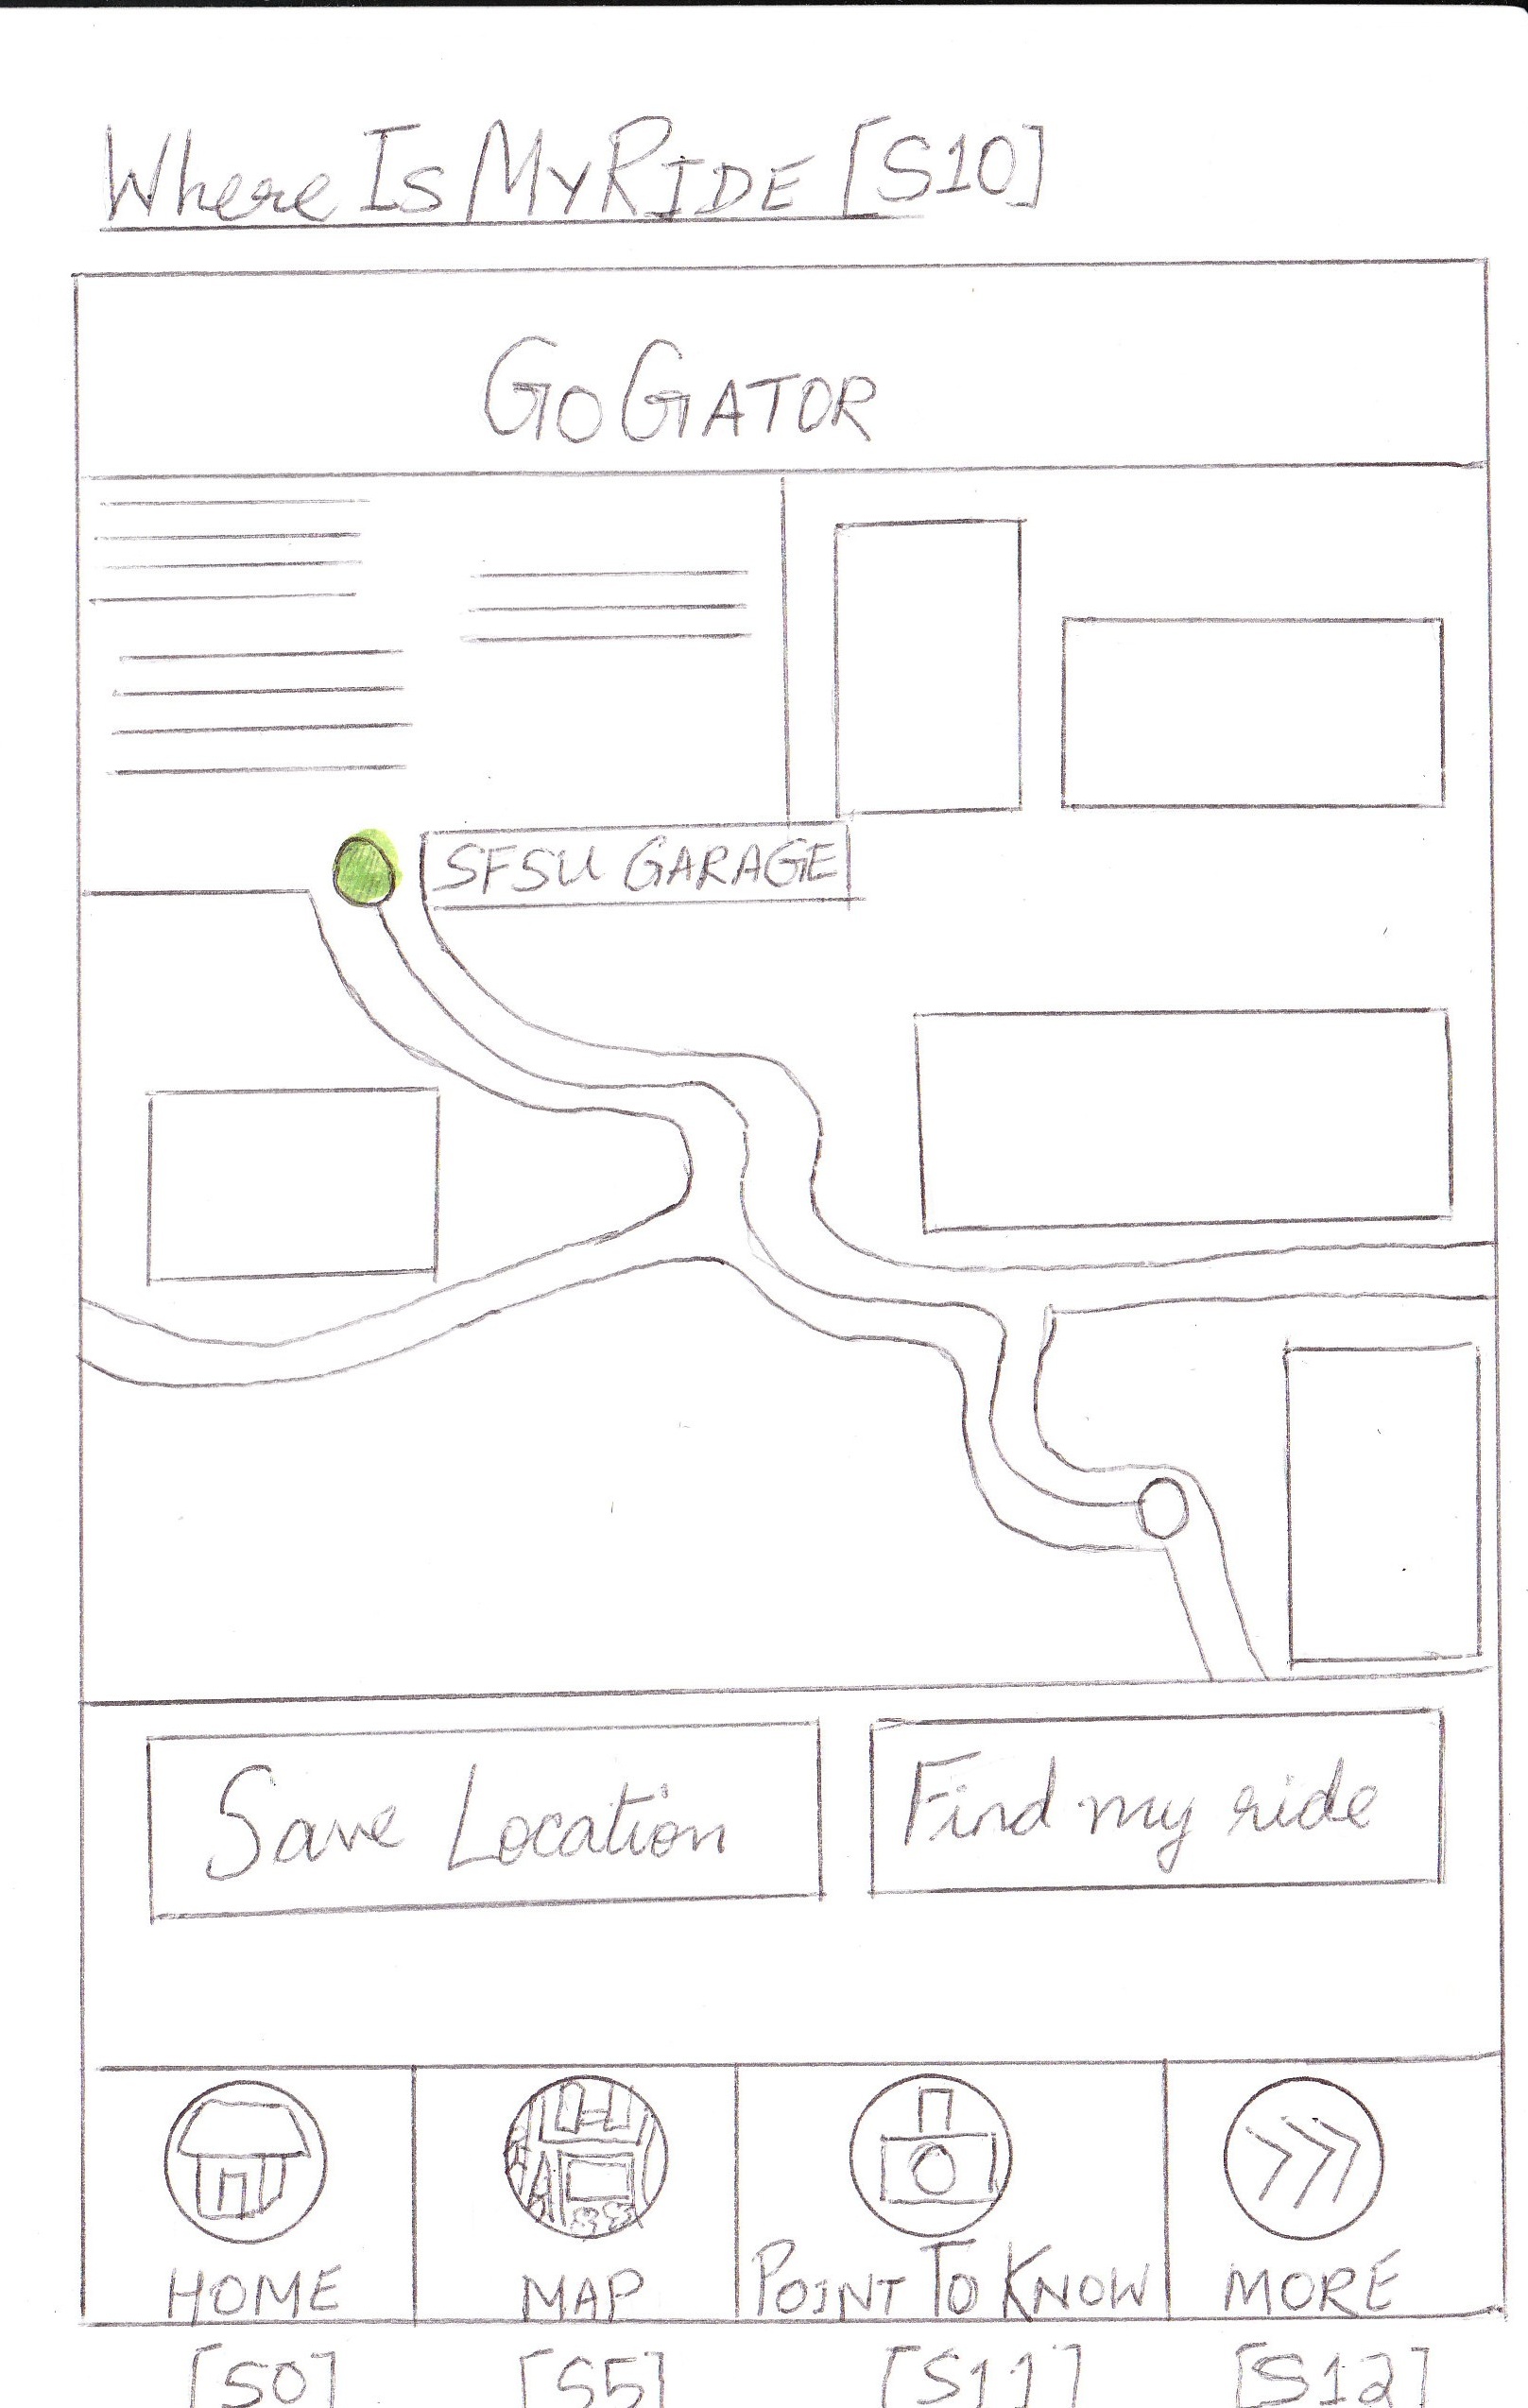 Where Is MyRIDE [S10]
GoGATOR
SFSU GARAGE
Save Location
Find my ride
HOME
MAP
POINT TO KNOW
MORE
[S0]
[S5]
[S11]
[S12]